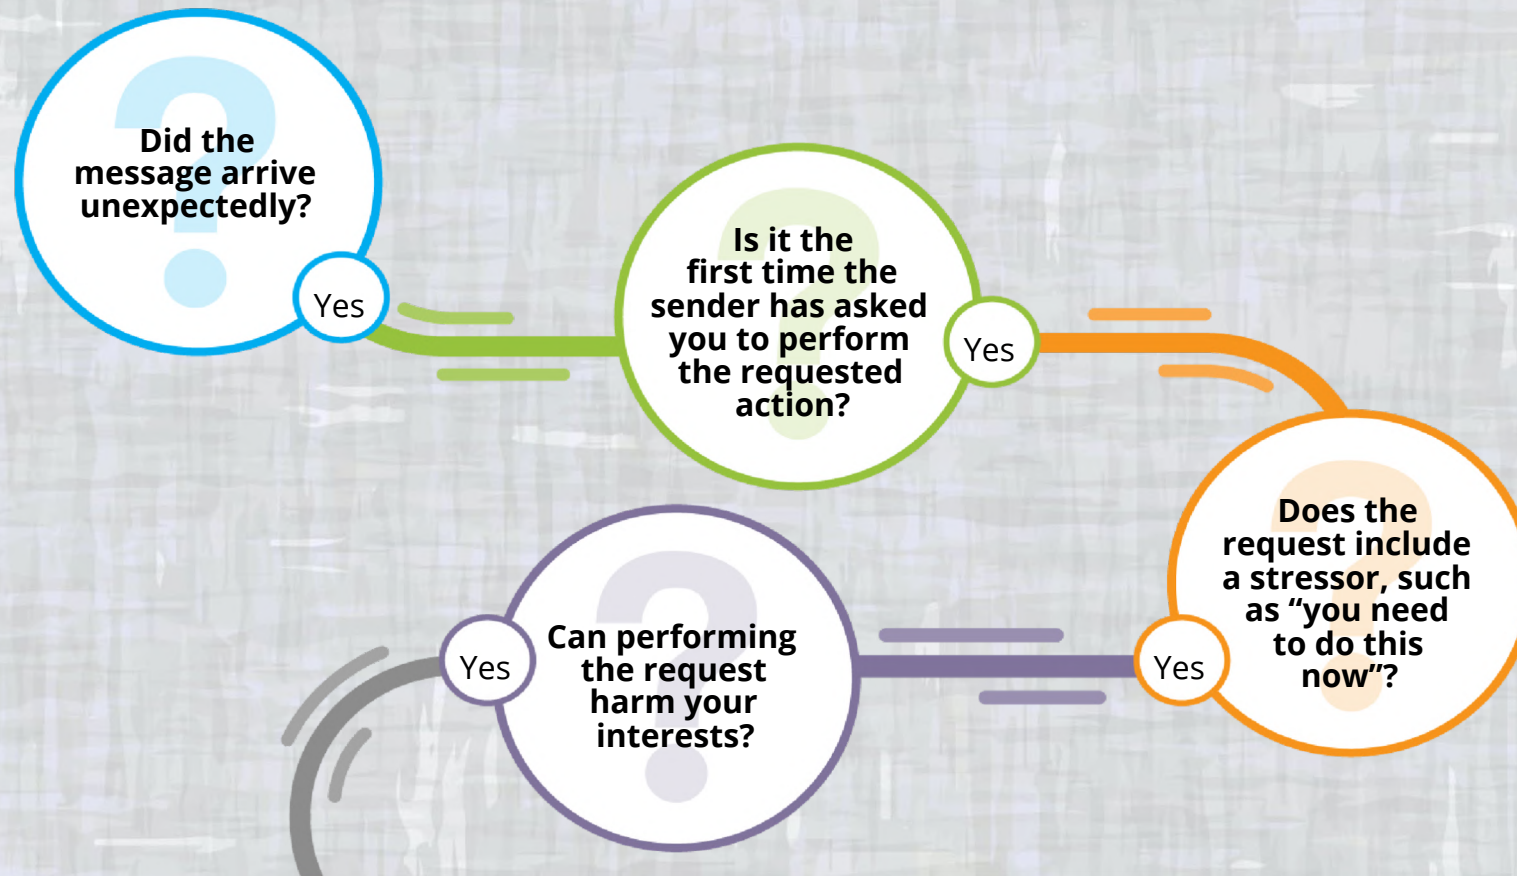 Did the
message arrive
unexpectedly?
Yes
Is it the
first time the
sender has asked
you to perform
the requested
action?
Yes
Does the
request include
a stressor, such
as “you need
to do this
now”?
Yes
Can performing
the request
harm your
interests?
Yes